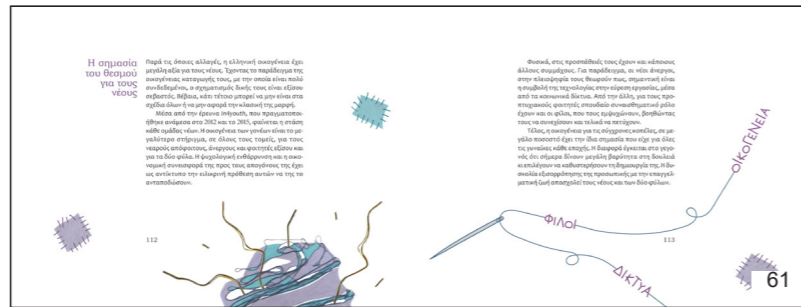 Η σημασία
του θεσμού
για τους
νέους
Παρά τις όποιες αλλαγές, η ελληνική οικογένεια έχει
μεγάλη αξία για τους νέους. Έχοντας το παράδειγμα της
οικογένειας καταγωγής τους, με την οποία είναι πολύ
συνδεδεμένοι, ο σχηματισμός δικής τους είναι εξίσου
σεβαστός. Βέβαια, κάτι τέτοιο μπορεί να μην είναι στα
σχέδια όλων ή να μην αφορά την κλασική της μορφή.
Μέσα από την έρευνα In4youth, που πραγματοποι-
ήθηκε ανάμεσα στο 2012 και το 2015, φαίνεται η στάση
κάθε ομάδας νέων. Η οικογένεια των γονέων είναι το με-
γαλύτερο στήριγμα, σε όλους τους τομείς, για τους
νεαρούς απόφοιτους, άνεργους και φοιτητές εξίσου και
για τα δύο φύλα. Η ψυχολογική ενθάρρυνση και η οικο-
νομική συνεισφορά της προς τους απογόνους της έχει
ως αντίκτυπο την ειλικρινή πρόθεση αυτών να της το
ανταποδώσουν.
112
Φυσικά, στις προσπάθειές τους έχουν και κάποιους
άλλους συμμάχους. Για παράδειγμα, οι νέοι άνεργοι,
στην πλειοψηφία τους θεωρούν πως, σημαντική είναι
η συμβολή της τεχνολογίας στην εύρεση εργασίας, μέσα
από τα κοινωνικά δίκτυα. Από την άλλη, για τους προ-
πτυχιακούς φοιτητές σπουδαίο συναισθηματικό ρόλο
έχουν και οι φίλοι, που τους εμψυχώνουν, βοηθώντας
τους να συνεχίσουν και τελικά να πετύχουν.
Τέλος, η οικογένεια για τις σύγχρονες κοπέλες, σε με-
γάλο ποσοστό έχει την ίδια σημασία που είχε για όλες
τις γυναίκες κάθε εποχής. Η διαφορά έγκειται στο γεγο-
νός ότι σήμερα δίνουν μεγάλη βαρύτητα στη δουλειά
κι επιλέγουν να καθυστερήσουν τη δημιουργία της. Η δυ-
σκολία εξισορρόπησης της προσωπικής με την επαγγελ-
ματική ζωή απασχολεί τους νέους και των δύο φύλων.
113
ΟΙΚΟΓΕΝΕΙΑ
ΦΙΛΟΙ
ΔΙΚΤΥΑ
61